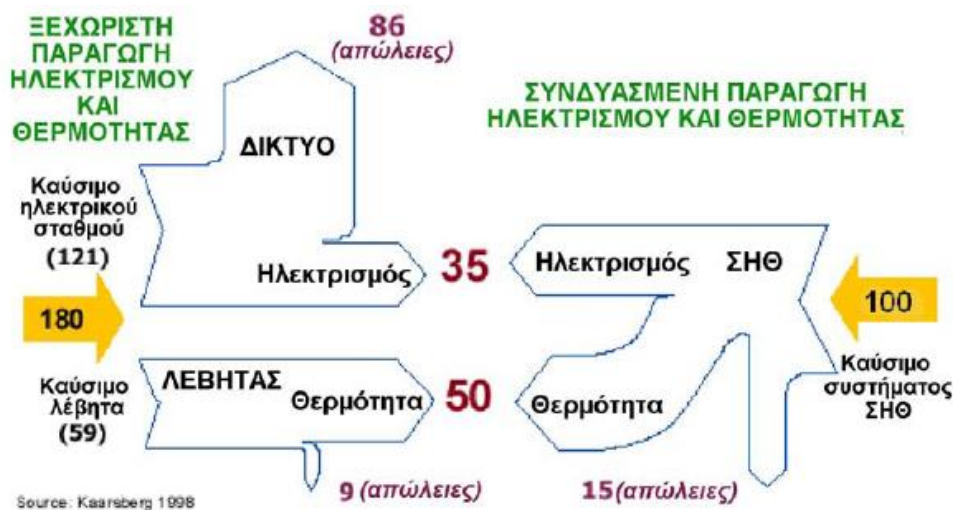 ΞΕΧΩΡΙΣΤΗ
ΠΑΡΑΓΩΓΗ
ΗΛΕΚΤΡΙΣΜΟΥ
ΚΑΙ
ΘΕΡΜΟΤΗΤΑΣ
86
(απώλειες)
ΣΥΝΔΥΑΣΜΕΝΗ ΠΑΡΑΓΩΓΗ
ΗΛΕΚΤΡΙΣΜΟΥ ΚΑΙ ΘΕΡΜΟΤΗΤΑΣ
ΔΙΚΤΥΟ
Καύσιμο
ηλεκτρικού
σταθμού
(121)
Ηλεκτρισμός
35
Ηλεκτρισμός
ΣΗΘ
180
100
Καύσιμο
λέβητα
(59)
ΛΕΒΗΤΑΣ
Θερμότητα
50
Θερμότητα
Καύσιμο
συστήματος
ΣΗΘ
9 (απώλειες)
15 (απώλειες)
Source: Kaarsberg 1998